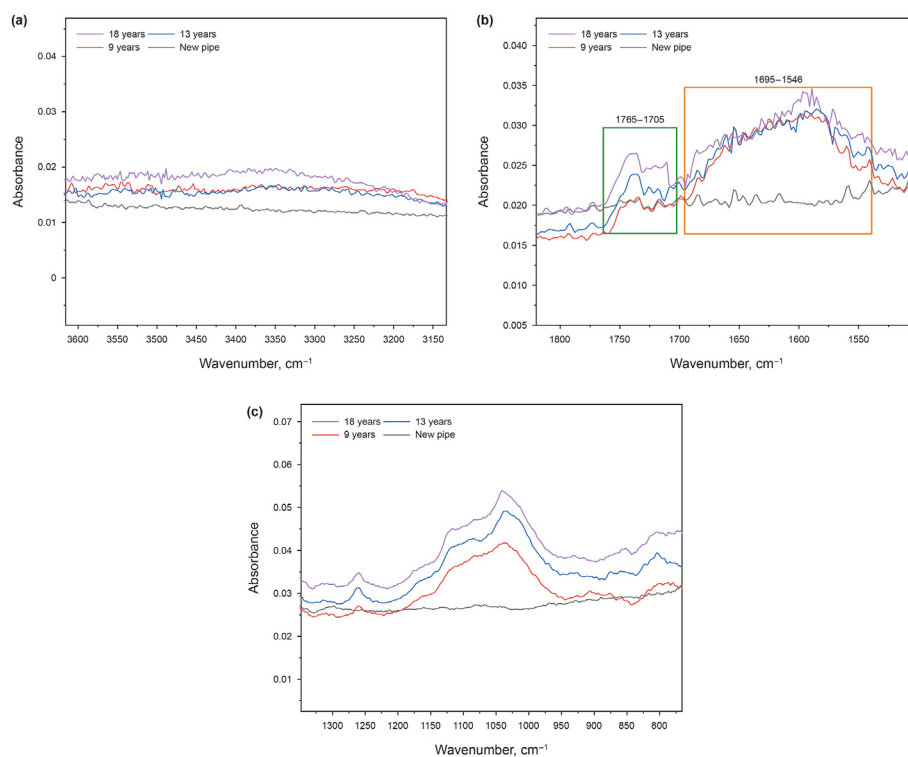 (a)
18 years
13 years
9 years
New pipe
0.04
0.03
0.02
0.01
0
Absorbance
3600
3550
3500
3450
3400
3350
3300
3250
3200
3150
Wavenumber, cm⁻¹
(b)
18 years
13 years
9 years
New pipe
1695–1546
1765–1705
0.040
0.035
0.030
0.025
0.020
0.015
0.010
0.005
Absorbance
1800
1750
1700
1650
1600
1550
Wavenumber, cm⁻¹
(c)
18 years
13 years
9 years
New pipe
0.07
0.06
0.05
0.04
0.03
0.02
0.01
Absorbance
1300
1250
1200
1150
1100
1050
1000
950
900
850
800
Wavenumber, cm⁻¹